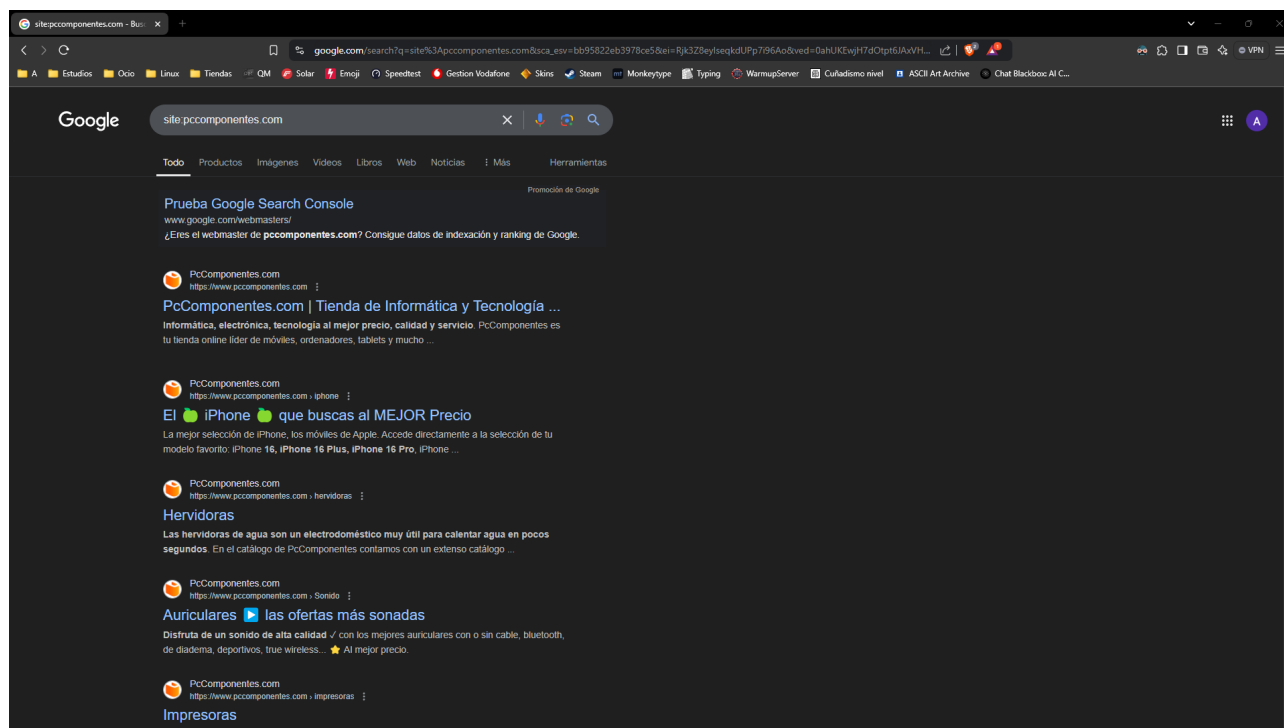 site:pccomponentes.com - Bus
google.com/search?q=site%3Apccomponentes.com&sca_esv=bb95822eb3978ce5&ei=Rjk3Z8eylseqkdUPp7i96Ao&ved=0ahUKEwjH7dOtpt6JAxVH...
VPN
A Estudios Ocio Linux Tiendas QM Solar Emoji Speedtest Gestion Vodafone Skins Steam Monkeytype Typing WarmupServer Cuñadismo nivel ASCII Art Archive Chat Blackbox: AI C...
Google
site:pccomponentes.com
A
Todo Productos Imágenes Vídeos Libros Web Noticias Más Herramientas
Promoción de Google
Prueba Google Search Console
www.google.com/webmasters/
¿Eres el webmaster de pccomponentes.com? Consigue datos de indexación y ranking de Google.
PcComponentes.com
https://www.pccomponentes.com
PcComponentes.com | Tienda de Informática y Tecnología ...
Informática, electrónica, tecnología al mejor precio, calidad y servicio. PcComponentes es
tu tienda online líder de móviles, ordenadores, tablets y mucho ...
PcComponentes.com
https://www.pccomponentes.com › iphone
El 🍏 iPhone 🍏 que buscas al MEJOR Precio
La mejor selección de iPhone, los móviles de Apple. Accede directamente a la selección de tu
modelo favorito: iPhone 16, iPhone 16 Plus, iPhone 16 Pro, iPhone ...
PcComponentes.com
https://www.pccomponentes.com › hervidoras
Hervidoras
Las hervidoras de agua son un electrodoméstico muy útil para calentar agua en pocos
segundos. En el catálogo de PcComponentes contamos con un extenso catálogo ...
PcComponentes.com
https://www.pccomponentes.com › Sonido
Auriculares ▶️ las ofertas más sonadas
Disfruta de un sonido de alta calidad ✓ con los mejores auriculares con o sin cable, bluetooth,
de diadema, deportivos, true wireless... ⭐ Al mejor precio.
PcComponentes.com
https://www.pccomponentes.com › impresoras
Impresoras